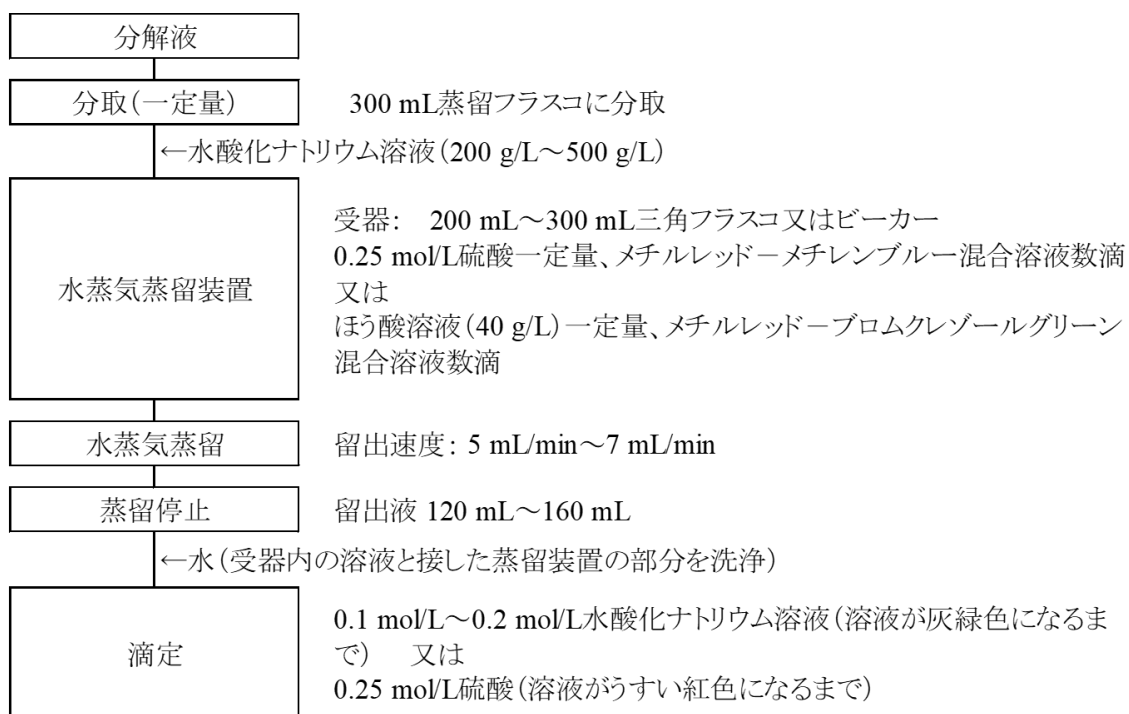 分解液
分取(一定量) 300 mL蒸留フラスコに分取
←水酸化ナトリウム溶液(200 g/L～500 g/L)
水蒸気蒸留装置
受器： 200 mL～300 mL三角フラスコ又はビーカー
0.25 mol/L硫酸一定量、メチルレッド－メチレンブルー混合溶液数滴
又は
ほう酸溶液(40 g/L)一定量、メチルレッド－ブロムクレゾールグリーン
混合溶液数滴
水蒸気蒸留 留出速度: 5 mL/min～7 mL/min
蒸留停止 留出液 120 mL～160 mL
←水(受器内の溶液と接した蒸留装置の部分を洗浄)
滴定
0.1 mol/L～0.2 mol/L水酸化ナトリウム溶液(溶液が灰緑色になるま
で) 又は
0.25 mol/L硫酸(溶液がうすい紅色になるまで)